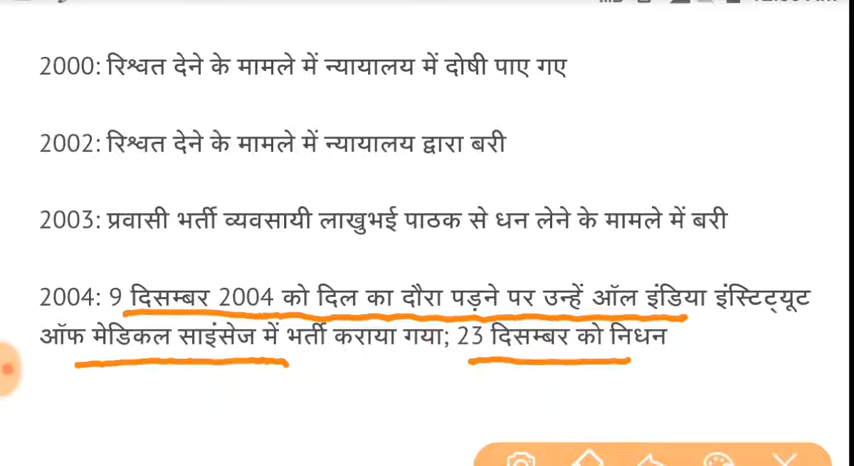 2000: रिश्वत देने के मामले में न्यायालय में दोषी पाए गए
2002: रिश्वत देने के मामले में न्यायालय द्वारा बरी
2003: प्रवासी भर्ती व्यवसायी लाखुभई पाठक से धन लेने के मामले में बरी
2004: 9 दिसम्बर 2004 को दिल का दौरा पड़ने पर उन्हें ऑल इंडिया इंस्टिट्यूट
ऑफ मेडिकल साइंसेज में भर्ती कराया गया; 23 दिसम्बर को निधन